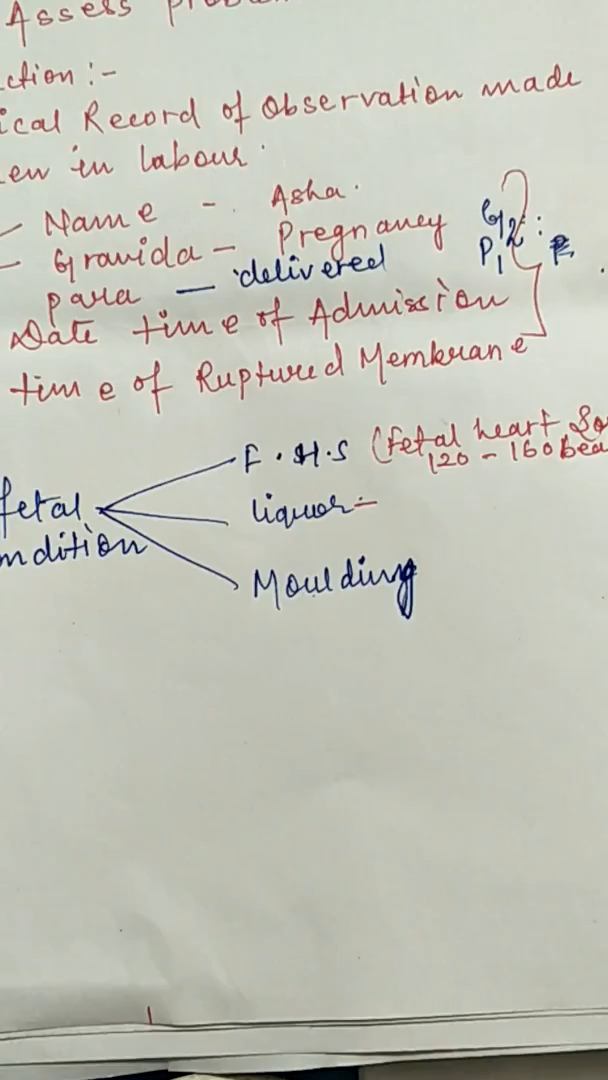 Assess
ction :-
ical Record of Observation made
en in labour.
Name - Asha.
Gravida - Pregnancy G2 :
para — delivered P1
Date time of Admission
time of Ruptured Membrane
fetal
ndition
F.H.S (fetal heart So
120 - 160 bea
liquor -
Moulding